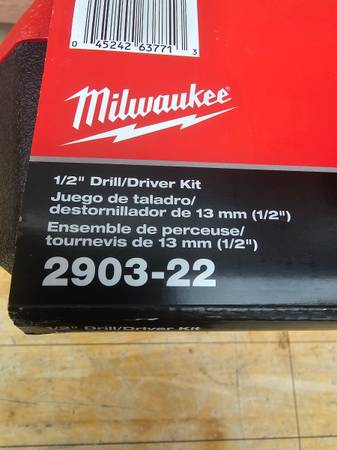 0 45242 63771 3
Milwaukee
1/2" Drill/Driver Kit
Juego de taladro/
destornillador de 13 mm (1/2")
Ensemble de perceuse/
tournevis de 13 mm (1/2")
2903-22
1/2" Drill/Driver Kit